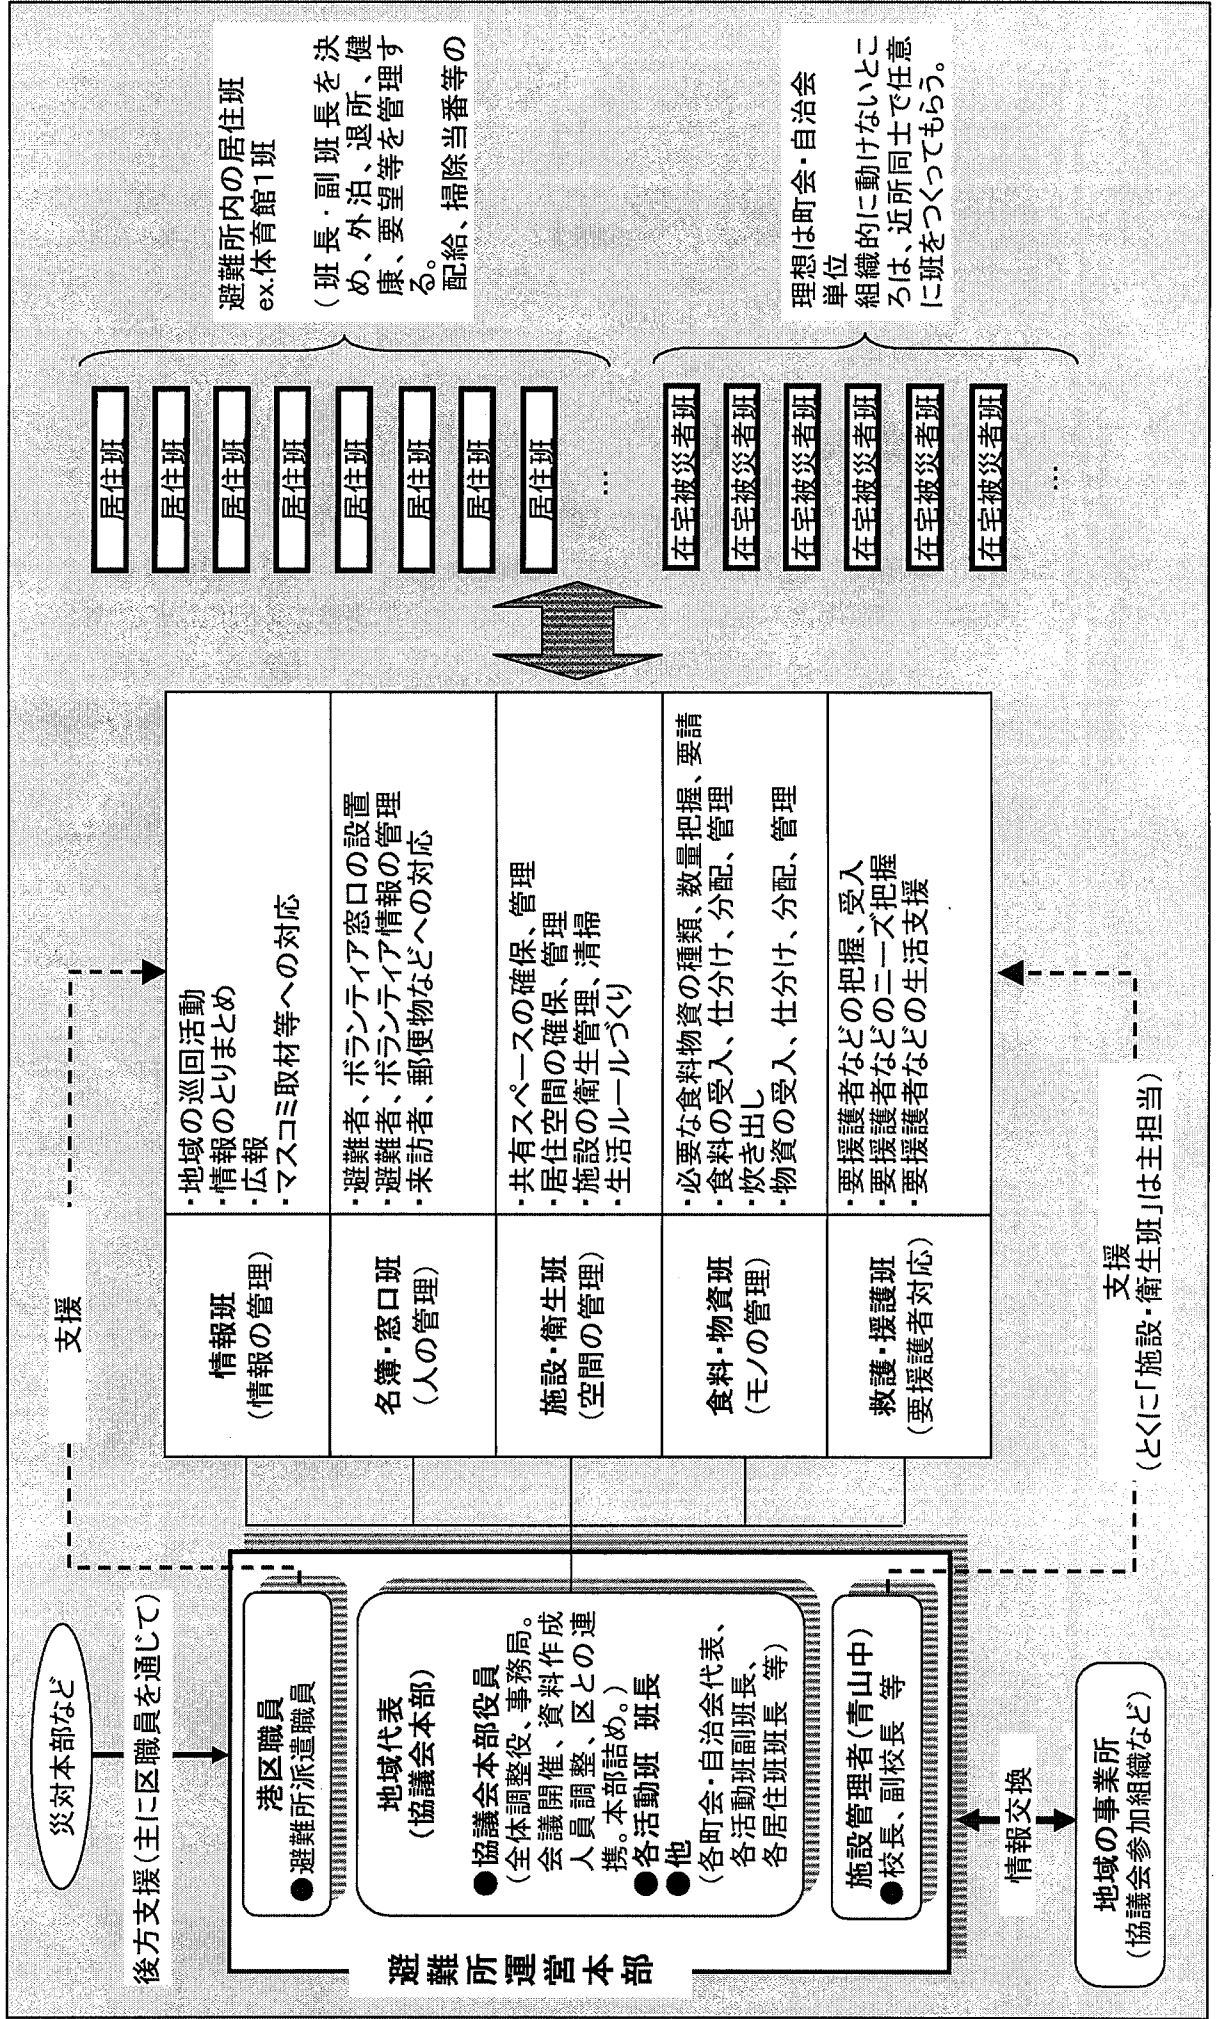 災対本部など
後方支援(主に区職員を通じて)
避難所運営本部
港区職員
●避難所派遣職員
地域代表
(協議会本部)
●協議会本部役員
(全体調整役、事務局。
会議開催、資料作成
人員調整、区との連
携。本部詰め。)
●各活動班 班長
●他
(各町会・自治会代表、
各活動班副班長、
各居住班班長 等)
施設管理者(青山中)
●校長、副校長 等
情報交換
地域の事業所
(協議会参加組織など)
支援
情報班
(情報の管理)
・地域の巡回活動
・情報のとりまとめ
・広報
・マスコミ取材等への対応
名簿・窓口班
(人の管理)
・避難者、ボランティア窓口の設置
・避難者、ボランティア情報の管理
・来訪者、郵便物などへの対応
施設・衛生班
(空間の管理)
・共有スペースの確保、管理
・居住空間の確保、管理
・施設の衛生管理、清掃
・生活ルールづくり
食料・物資班
(モノの管理)
・必要な食料物資の種類、数量把握、要請
・食料の受入、仕分け、分配、管理
・炊き出し
・物資の受入、仕分け、分配、管理
救護・援護班
(要援護者対応)
・要援護者などの把握、受入
・要援護者などのニーズ把握
・要援護者などの生活支援
支援
(とくに「施設・衛生班」は主担当)
居住班
居住班
居住班
居住班
居住班
居住班
居住班
居住班
…
在宅被災者班
在宅被災者班
在宅被災者班
在宅被災者班
在宅被災者班
在宅被災者班
…
避難所内の居住班
ex.体育館1班
(班長・副班長を決
め、外泊、退所、健
康、要望等を管理す
る。
配給、掃除当番等の
理想は町会・自治会
単位
組織的に動けないとこ
ろは、近所同士で任意
に班をつくってもらう。